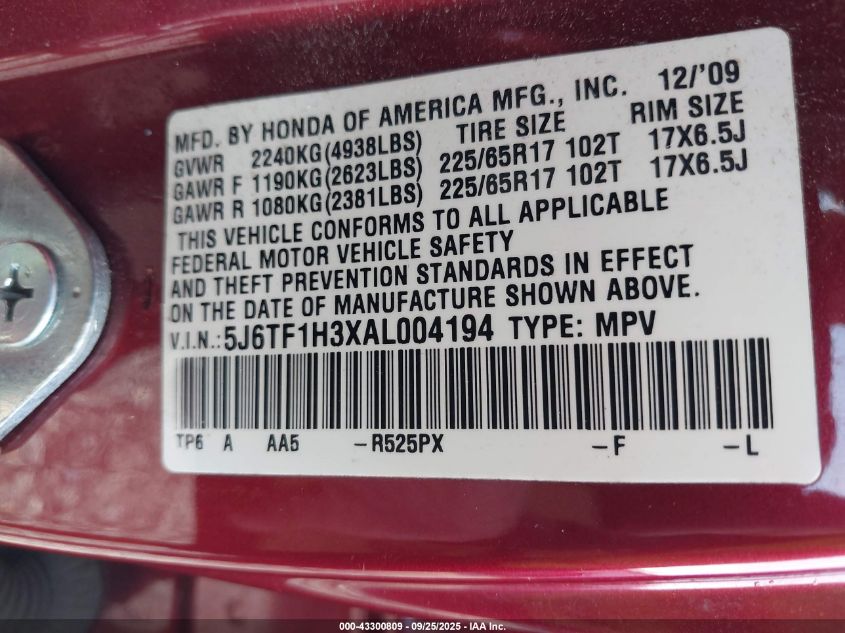 MFD. BY HONDA OF AMERICA MFG., INC. 12/'09
GVWR 2240KG(4938LBS) TIRE SIZE RIM SIZE
GAWR F 1190KG(2623LBS) 225/65R17 102T 17X6.5J
GAWR R 1080KG(2381LBS) 225/65R17 102T 17X6.5J
THIS VEHICLE CONFORMS TO ALL APPLICABLE
FEDERAL MOTOR VEHICLE SAFETY
AND THEFT PREVENTION STANDARDS IN EFFECT
ON THE DATE OF MANUFACTURE SHOWN ABOVE.
V.I.N.:5J6TF1H3XAL004194 TYPE: MPV
TP6 A AA5 -R525PX -F -L
000-43300809 - 09/25/2025 - IAA Inc.